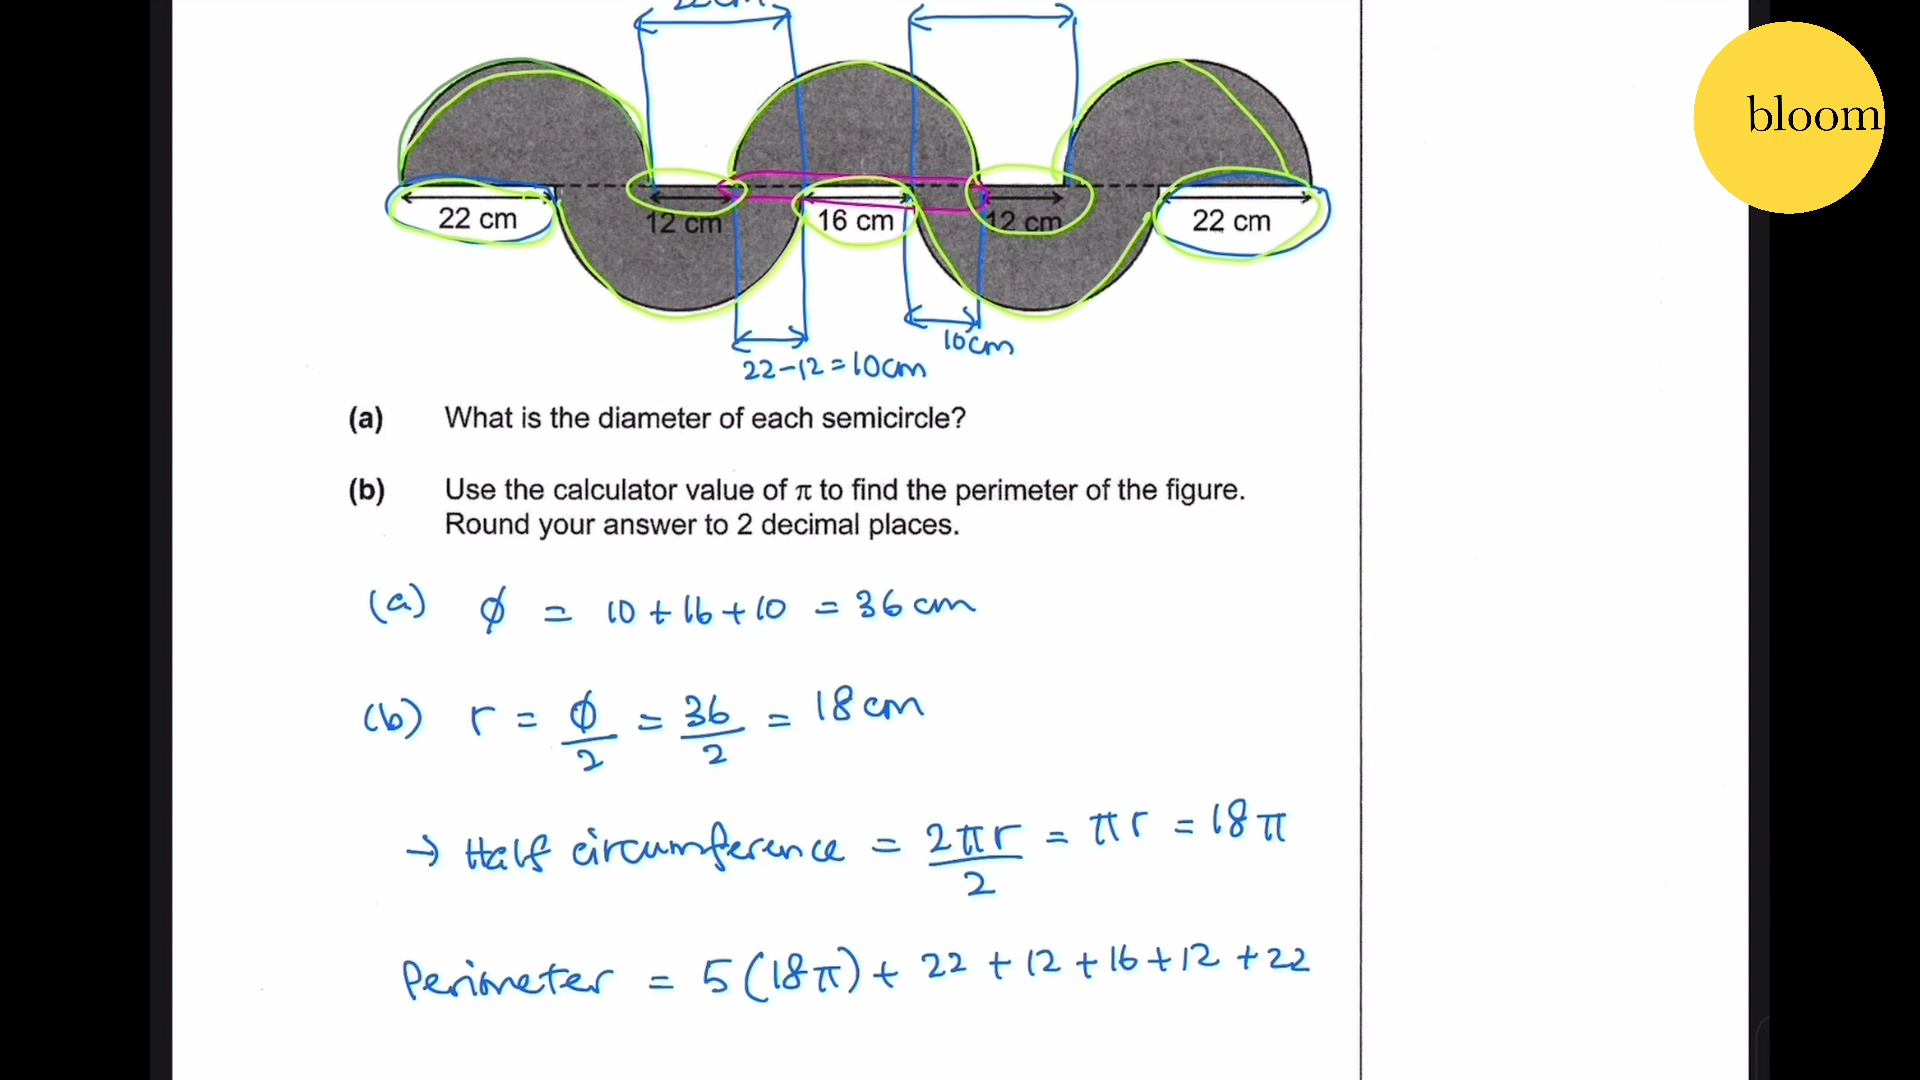 22cm
bloom
22 cm
12 cm
16 cm
12 cm
22 cm
10cm
22-12=10cm
(a) What is the diameter of each semicircle?
(b) Use the calculator value of π to find the perimeter of the figure.
Round your answer to 2 decimal places.
(a) ϕ = 10 + 16 + 10 = 36 cm
(b) r = ϕ/2 = 36/2 = 18 cm
→ Half circumference = 2πr/2 = πr = 18π
Perimeter = 5(18π) + 22 + 12 + 16 + 12 + 22